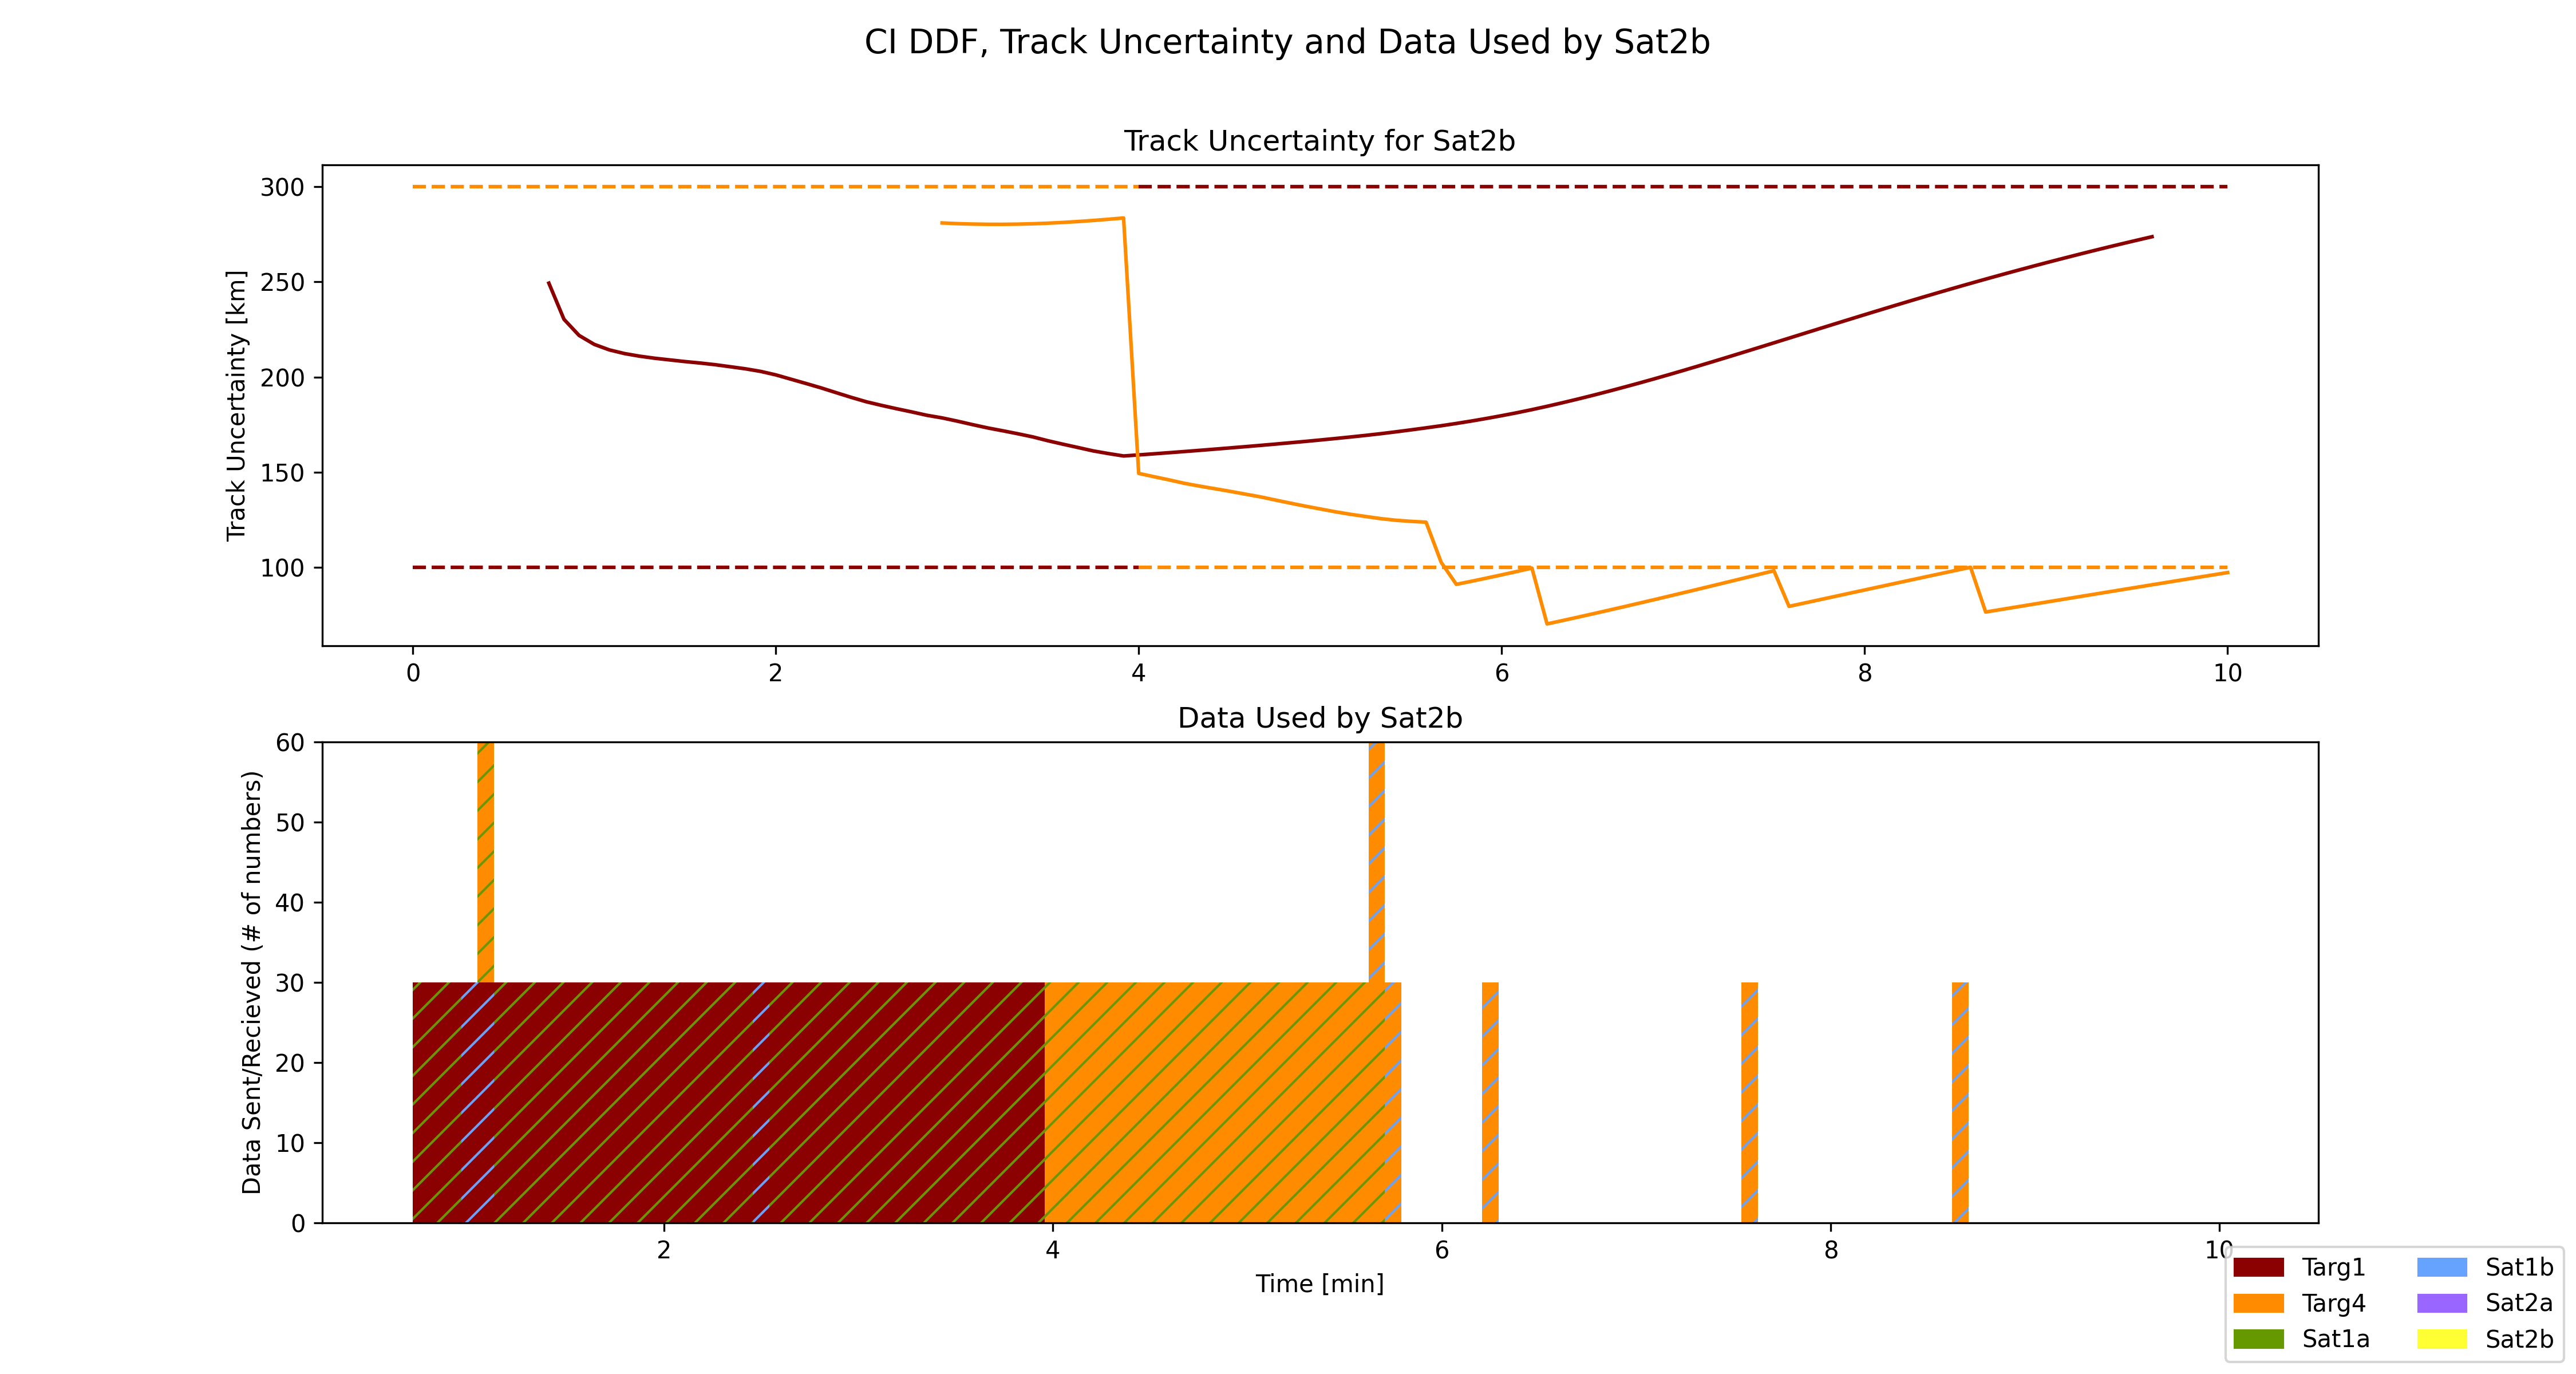 CI DDF, Track Uncertainty and Data Used by Sat2b
Track Uncertainty for Sat2b
Track Uncertainty [km]
300
250
200
150
100
0 2 4 6 8 10
Data Used by Sat2b
Data Sent/Recieved (# of numbers)
60
50
40
30
20
10
0
2 4 6 8 10
Time [min]
Targ1 Sat1b
Targ4 Sat2a
Sat1a Sat2b